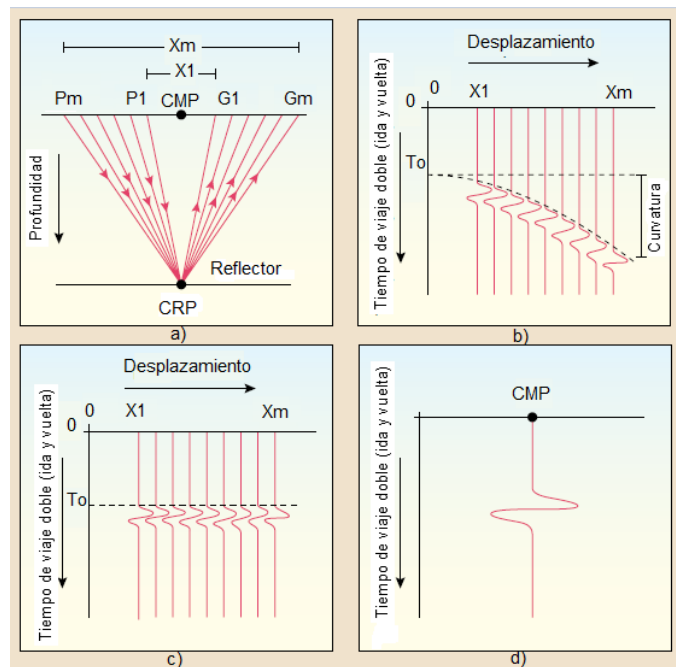 Xm
X1
Pm P1 CMP G1 Gm
Profundidad
Reflector
CRP
a)
Desplazamiento
0 X1 Xm
0
To
Tiempo de viaje doble (ida y vuelta)
Curvatura
b)
Desplazamiento
0 X1 Xm
0
To
Tiempo de viaje doble (ida y vuelta)
c)
CMP
Tiempo de viaje doble (ida y vuelta)
d)